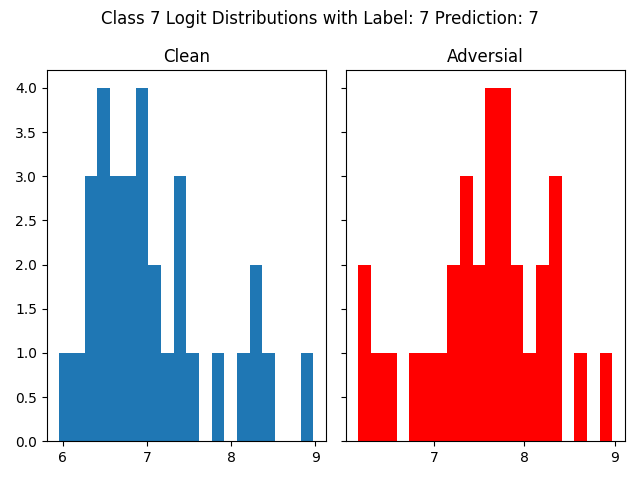 Class 7 Logit Distributions with Label: 7 Prediction: 7
Clean
Adversial
4.0
3.5
3.0
2.5
2.0
1.5
1.0
0.5
0.0
6 7 8 9
7 8 9